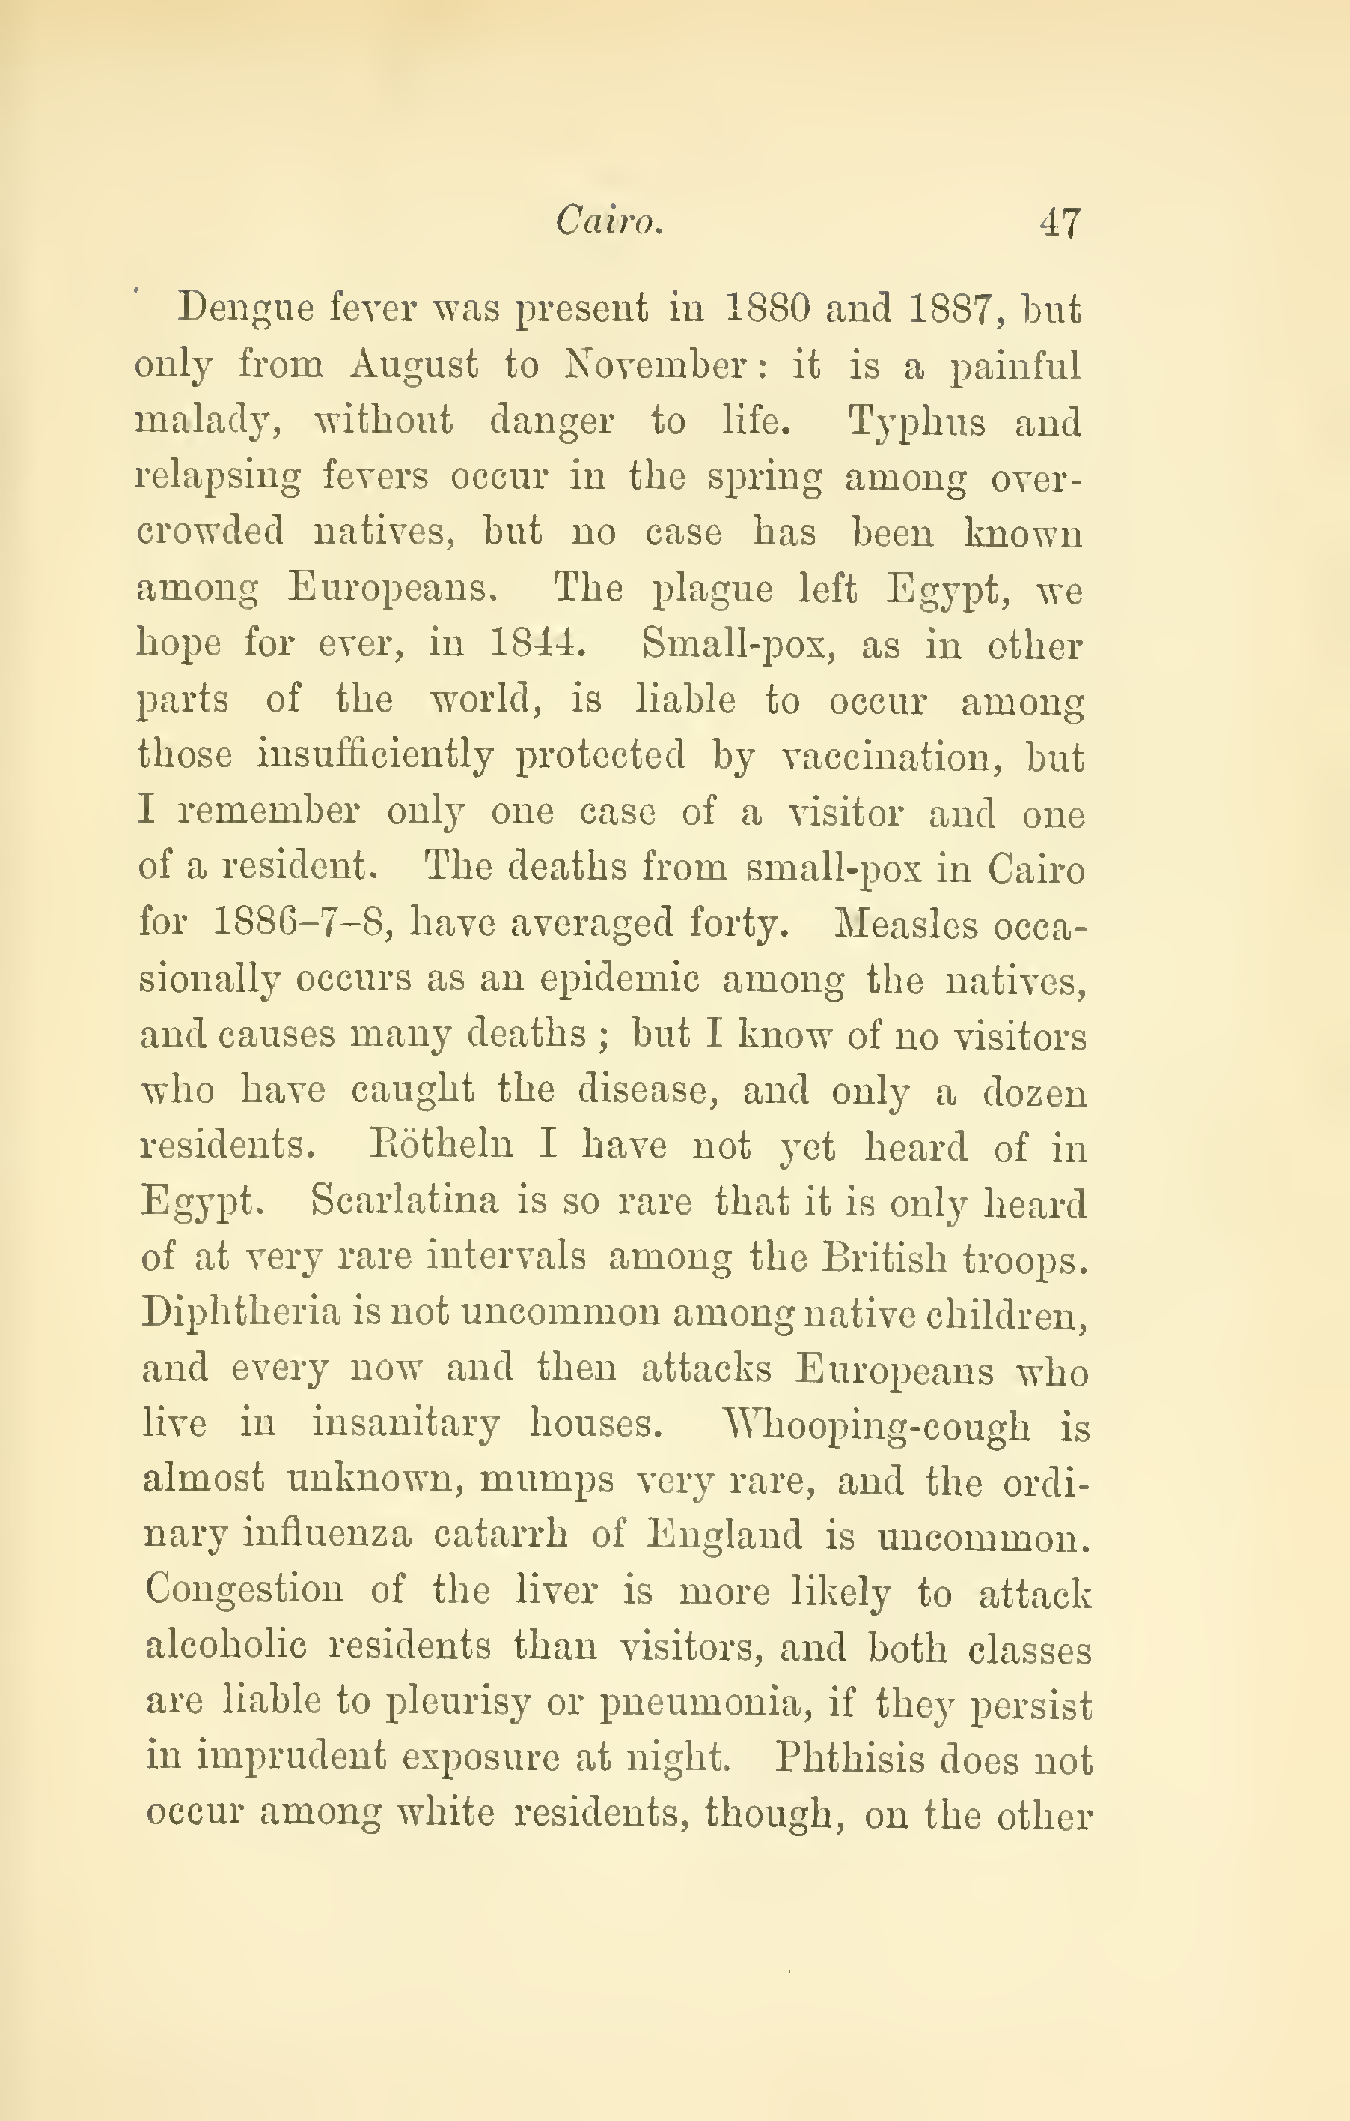 Cairo. 47
Dengue fever was present in 1880 and 1887, but
only from August to November: it is a painful
malady, without danger to life. Typhus and
relapsing fevers occur in the spring among over-
crowded natives, but no case has been known
among Europeans. The plague left Egypt, we
hope for ever, in 1844. Small-pox, as in other
parts of the world, is liable to occur among
those insufficiently protected by vaccination, but
I remember only one case of a visitor and one
of a resident. The deaths from small-pox in Cairo
for 1886-7-8, have averaged forty. Measles occa-
sionally occurs as an epidemic among the natives,
and causes many deaths; but I know of no visitors
who have caught the disease, and only a dozen
residents. Rötheln I have not yet heard of in
Egypt. Scarlatina is so rare that it is only heard
of at very rare intervals among the British troops.
Diphtheria is not uncommon among native children,
and every now and then attacks Europeans who
live in insanitary houses. Whooping-cough is
almost unknown, mumps very rare, and the ordi-
nary influenza catarrh of England is uncommon.
Congestion of the liver is more likely to attack
alcoholic residents than visitors, and both classes
are liable to pleurisy or pneumonia, if they persist
in imprudent exposure at night. Phthisis does not
occur among white residents, though, on the other